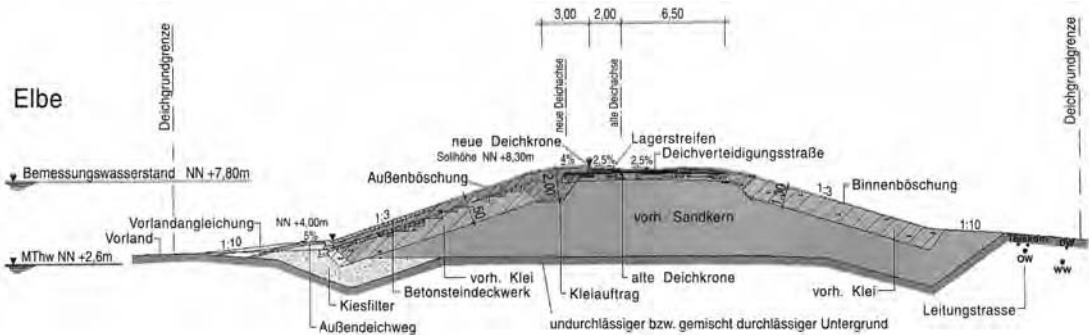 3,00 2,00 6,50
Deichgrundgrenze
neue Deichachse
alte Deichachse
Deichgrundgrenze
Elbe
neue Deichkrone
Sollhöhe NN +8,30m
4% 2,5% 2,5%
Lagerstreifen
Deichverteidigungsstraße
Bemessungswasserstand NN +7,80m
Außenböschung
2,00
1:3
1,00
1:3
Binnenböschung
vorh. Sandkern
Vorlandangleichung
NN +4,00m
5%
1:10
Vorland
MThw NN +2,6m
1:10
OW
WW
vorh. Klei
Betonsteindeckwerk
Kleiauftrag
alte Deichkrone
vorh. Klei
Kiesfilter
Leitungstrasse
Außendeichweg
undurchlässiger bzw. gemischt durchlässiger Untergrund